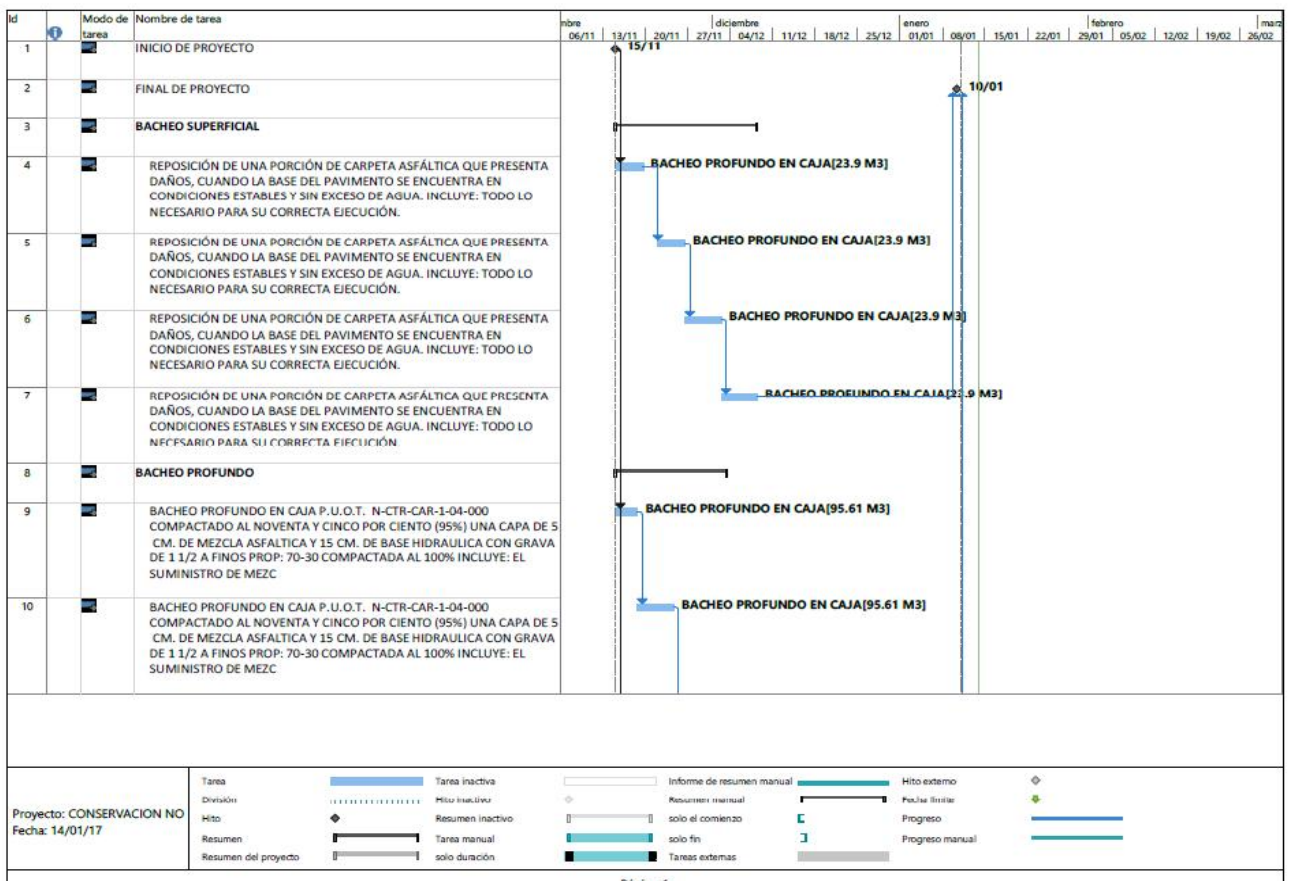 Id Modo de tarea Nombre de tarea
nbre diciembre enero febrero marz
06/11 13/11 20/11 27/11 04/12 11/12 18/12 25/12 01/01 08/01 15/01 22/01 29/01 05/02 12/02 19/02 26/02
1 INICIO DE PROYECTO 15/11
2 FINAL DE PROYECTO 10/01
3 BACHEO SUPERFICIAL
4 REPOSICIÓN DE UNA PORCIÓN DE CARPETA ASFÁLTICA QUE PRESENTA
DAÑOS, CUANDO LA BASE DEL PAVIMENTO SE ENCUENTRA EN
CONDICIONES ESTABLES Y SIN EXCESO DE AGUA. INCLUYE: TODO LO
NECESARIO PARA SU CORRECTA EJECUCIÓN.
BACHEO PROFUNDO EN CAJA[23.9 M3]
5 REPOSICIÓN DE UNA PORCIÓN DE CARPETA ASFÁLTICA QUE PRESENTA
DAÑOS, CUANDO LA BASE DEL PAVIMENTO SE ENCUENTRA EN
CONDICIONES ESTABLES Y SIN EXCESO DE AGUA. INCLUYE: TODO LO
NECESARIO PARA SU CORRECTA EJECUCIÓN.
BACHEO PROFUNDO EN CAJA[23.9 M3]
6 REPOSICIÓN DE UNA PORCIÓN DE CARPETA ASFÁLTICA QUE PRESENTA
DAÑOS, CUANDO LA BASE DEL PAVIMENTO SE ENCUENTRA EN
CONDICIONES ESTABLES Y SIN EXCESO DE AGUA. INCLUYE: TODO LO
NECESARIO PARA SU CORRECTA EJECUCIÓN.
BACHEO PROFUNDO EN CAJA[23.9 M3]
7 REPOSICIÓN DE UNA PORCIÓN DE CARPETA ASFÁLTICA QUE PRESENTA
DAÑOS, CUANDO LA BASE DEL PAVIMENTO SE ENCUENTRA EN
CONDICIONES ESTABLES Y SIN EXCESO DE AGUA. INCLUYE: TODO LO
NECESARIO PARA SU CORRECTA EJECUCIÓN.
BACHEO PROFUNDO EN CAJA[23.9 M3]
8 BACHEO PROFUNDO
9 BACHEO PROFUNDO EN CAJA P.U.O.T. N-CTR-CAR-1-04-000
COMPACTADO AL NOVENTA Y CINCO POR CIENTO (95%) UNA CAPA DE 5
CM. DE MEZCLA ASFALTICA Y 15 CM. DE BASE HIDRAULICA CON GRAVA
DE 1 1/2 A FINOS PROP: 70-30 COMPACTADA AL 100% INCLUYE: EL
SUMINISTRO DE MEZC
BACHEO PROFUNDO EN CAJA[95.61 M3]
10 BACHEO PROFUNDO EN CAJA P.U.O.T. N-CTR-CAR-1-04-000
COMPACTADO AL NOVENTA Y CINCO POR CIENTO (95%) UNA CAPA DE 5
CM. DE MEZCLA ASFALTICA Y 15 CM. DE BASE HIDRAULICA CON GRAVA
DE 1 1/2 A FINOS PROP: 70-30 COMPACTADA AL 100% INCLUYE: EL
SUMINISTRO DE MEZC
BACHEO PROFUNDO EN CAJA[95.61 M3]
Proyecto: CONSERVACION NO
Fecha: 14/01/17
Tarea Tarea inactiva Informe de resumen manual Hito externo
División Hito inactivo Resumen manual Fecha límite
Hito Resumen inactivo solo el comienzo Progreso
Resumen Tarea manual solo fin Progreso manual
Resumen del proyecto solo duración Tareas externas